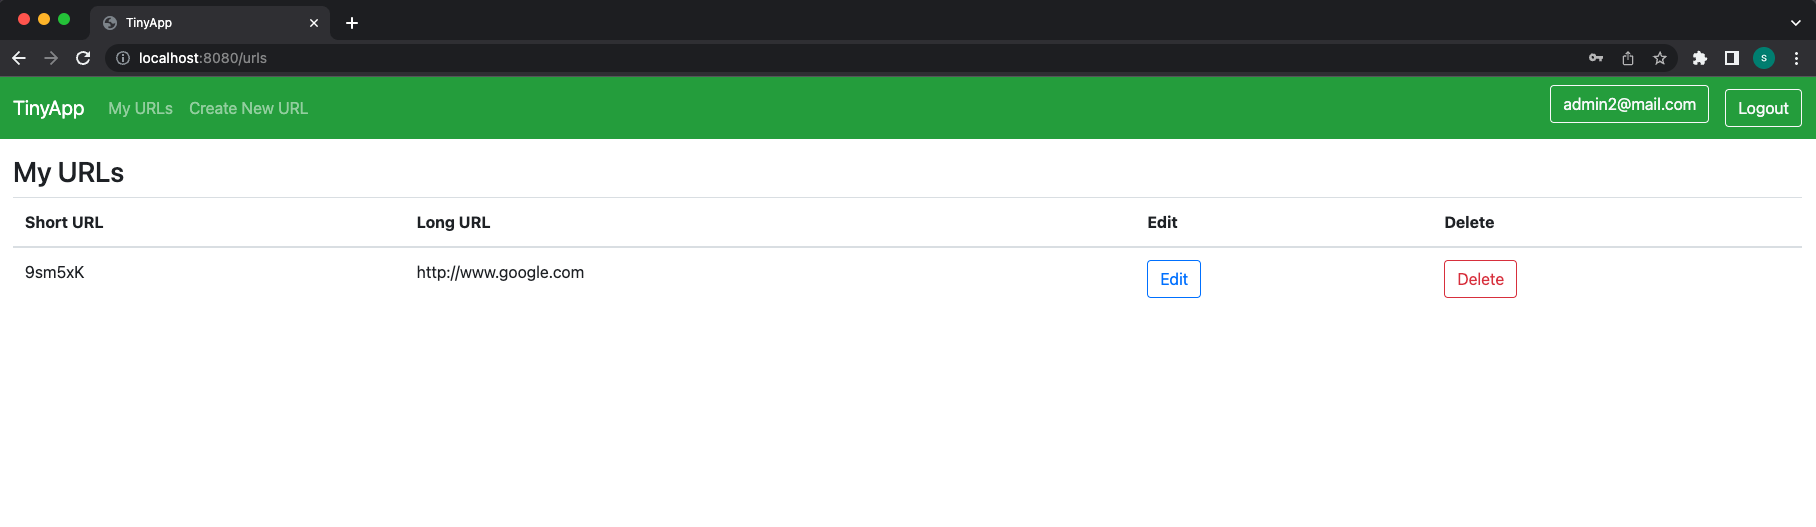 TinyApp
localhost:8080/urls
S
TinyApp My URLs Create New URL admin2@mail.com Logout
My URLs
Short URL Long URL Edit Delete
9sm5xK http://www.google.com Edit Delete